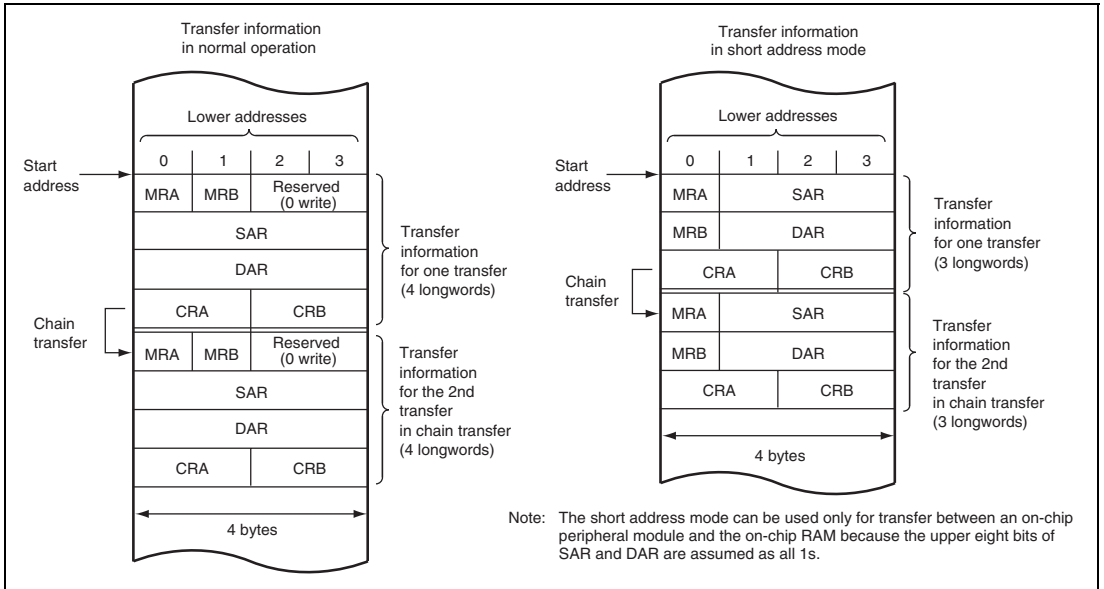 Transfer information
in normal operation
Lower addresses
0 1 2 3
Start
address
MRA MRB Reserved
(0 write)
SAR
DAR
CRA CRB
Transfer
information
for one transfer
(4 longwords)
Chain
transfer
MRA MRB Reserved
(0 write)
SAR
DAR
CRA CRB
Transfer
information
for the 2nd
transfer
in chain transfer
(4 longwords)
4 bytes
Transfer information
in short address mode
Lower addresses
0 1 2 3
Start
address
MRA SAR
MRB DAR
CRA CRB
Transfer
information
for one transfer
(3 longwords)
Chain
transfer
MRA SAR
MRB DAR
CRA CRB
Transfer
information
for the 2nd
transfer
in chain transfer
(3 longwords)
4 bytes
Note: The short address mode can be used only for transfer between an on-chip
peripheral module and the on-chip RAM because the upper eight bits of
SAR and DAR are assumed as all 1s.